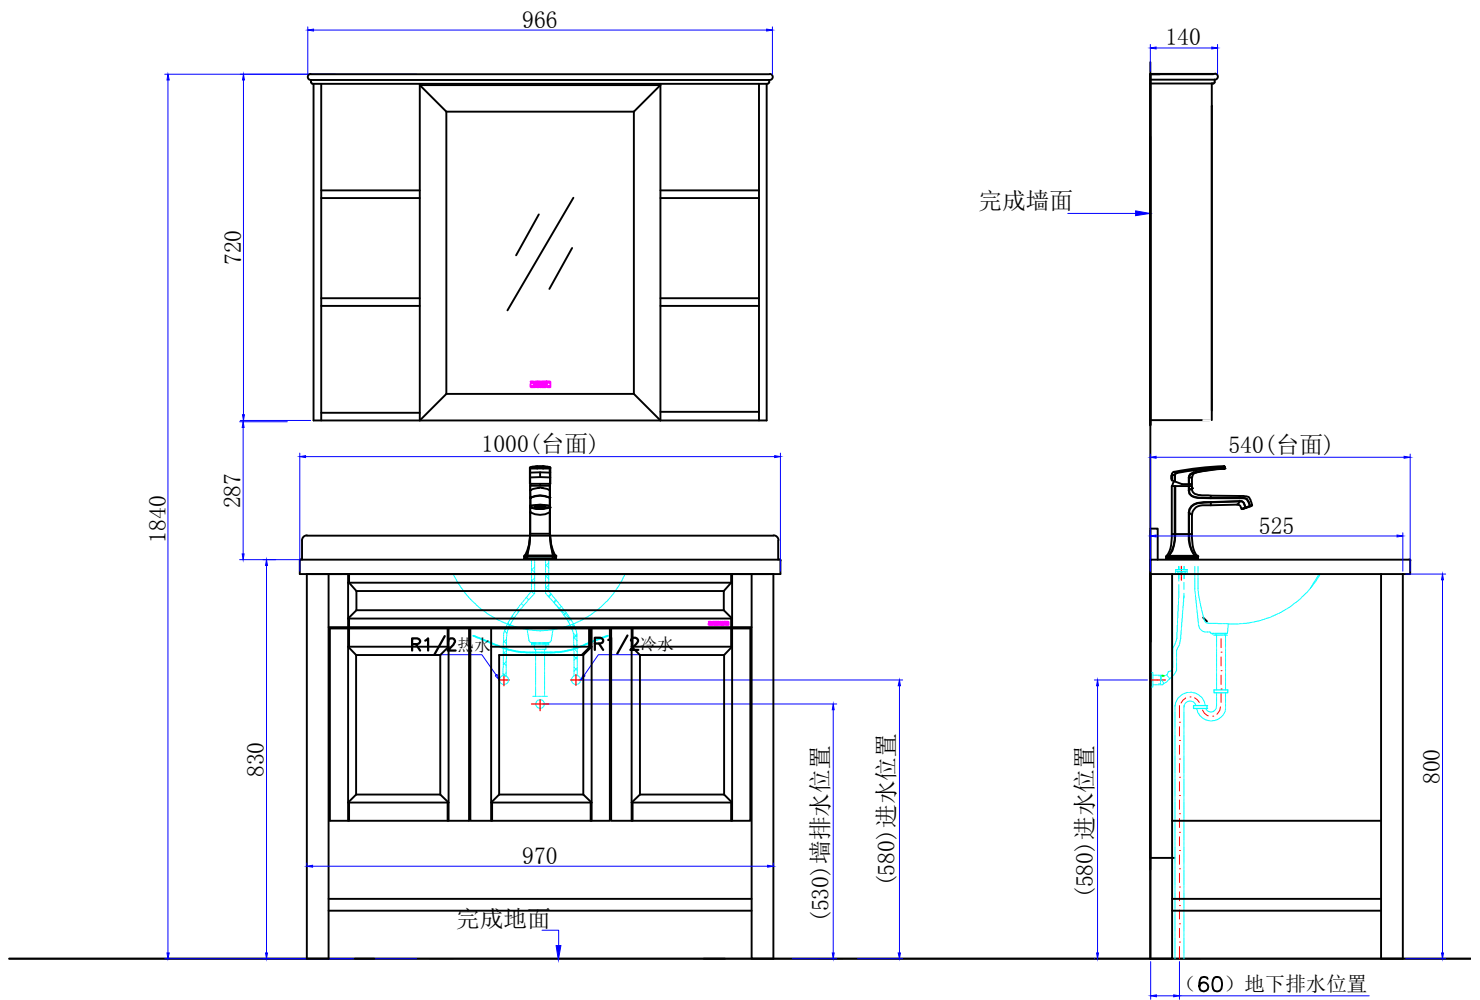 966
140
完成墙面
720
1000(台面)
540(台面)
287
1840
525
R1/2热水
R1/2冷水
830
(530)墙排水位置
(580)进水位置
(580)进水位置
800
970
完成地面
(60) 地下排水位置